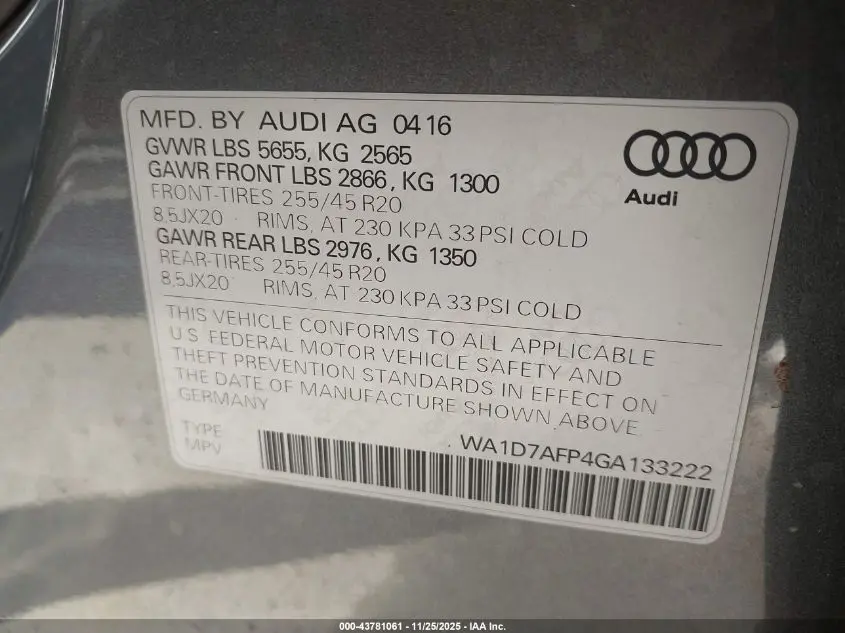 MFD. BY AUDI AG 0416
GVWR LBS 5655, KG 2565
GAWR FRONT LBS 2866, KG 1300
FRONT-TIRES 255/45 R20
8,5JX20 RIMS, AT 230 KPA 33 PSI COLD
GAWR REAR LBS 2976, KG 1350
REAR-TIRES 255/45 R20
8,5JX20 RIMS, AT 230 KPA 33 PSI COLD
Audi
THIS VEHICLE CONFORMS TO ALL APPLICABLE
U.S. FEDERAL MOTOR VEHICLE SAFETY AND
THEFT PREVENTION STANDARDS IN EFFECT ON
THE DATE OF MANUFACTURE SHOWN ABOVE
GERMANY
TYPE
MPV
WA1D7AFP4GA133222
000-43781061 - 11/25/2025 - IAA Inc.